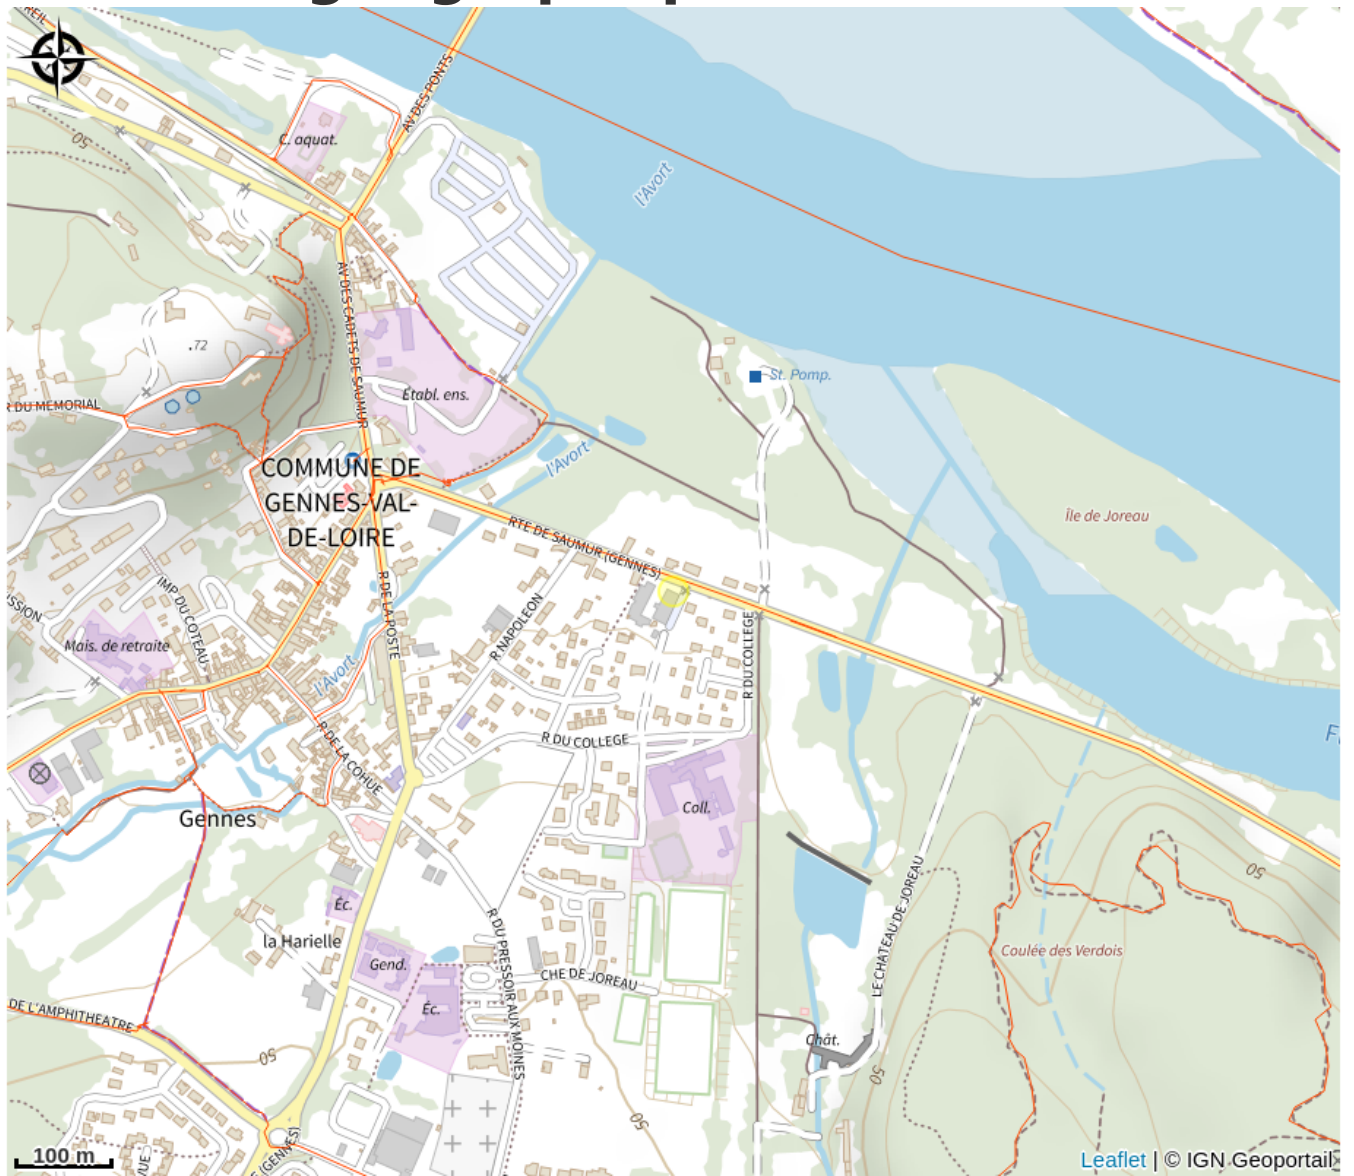 AV DES PONTS
C. aquat.
50
l'Avort
AV DES CADETS DE SAUMUR
.72
St. Pomp.
R DU MEMORIAL
Établ. ens.
l'Avort
COMMUNE DE
GENNES-VAL-
DE-LOIRE
Île de Joreau
RTE DE SAUMUR (GENNES)
IMP DU COTEAU
R DE LA POSTE
R NAPOLEON
Mais. de retraite
l'Avort
R DU COLLEGE
R DE LA COHUE
R DU COLLEGE
Gennes
Coll.
50
LE CHATEAU DE JOREAU
Éc.
la Harielle
R DU PRESSOIR AUX MOINES
Gend.
CHE DE JOREAU
Coulée des Verdois
Éc.
DE L'AMPHITHEATRE
50
Chât.
50
50
(GENNES)
100 m
Leaflet | © IGN Geoportail